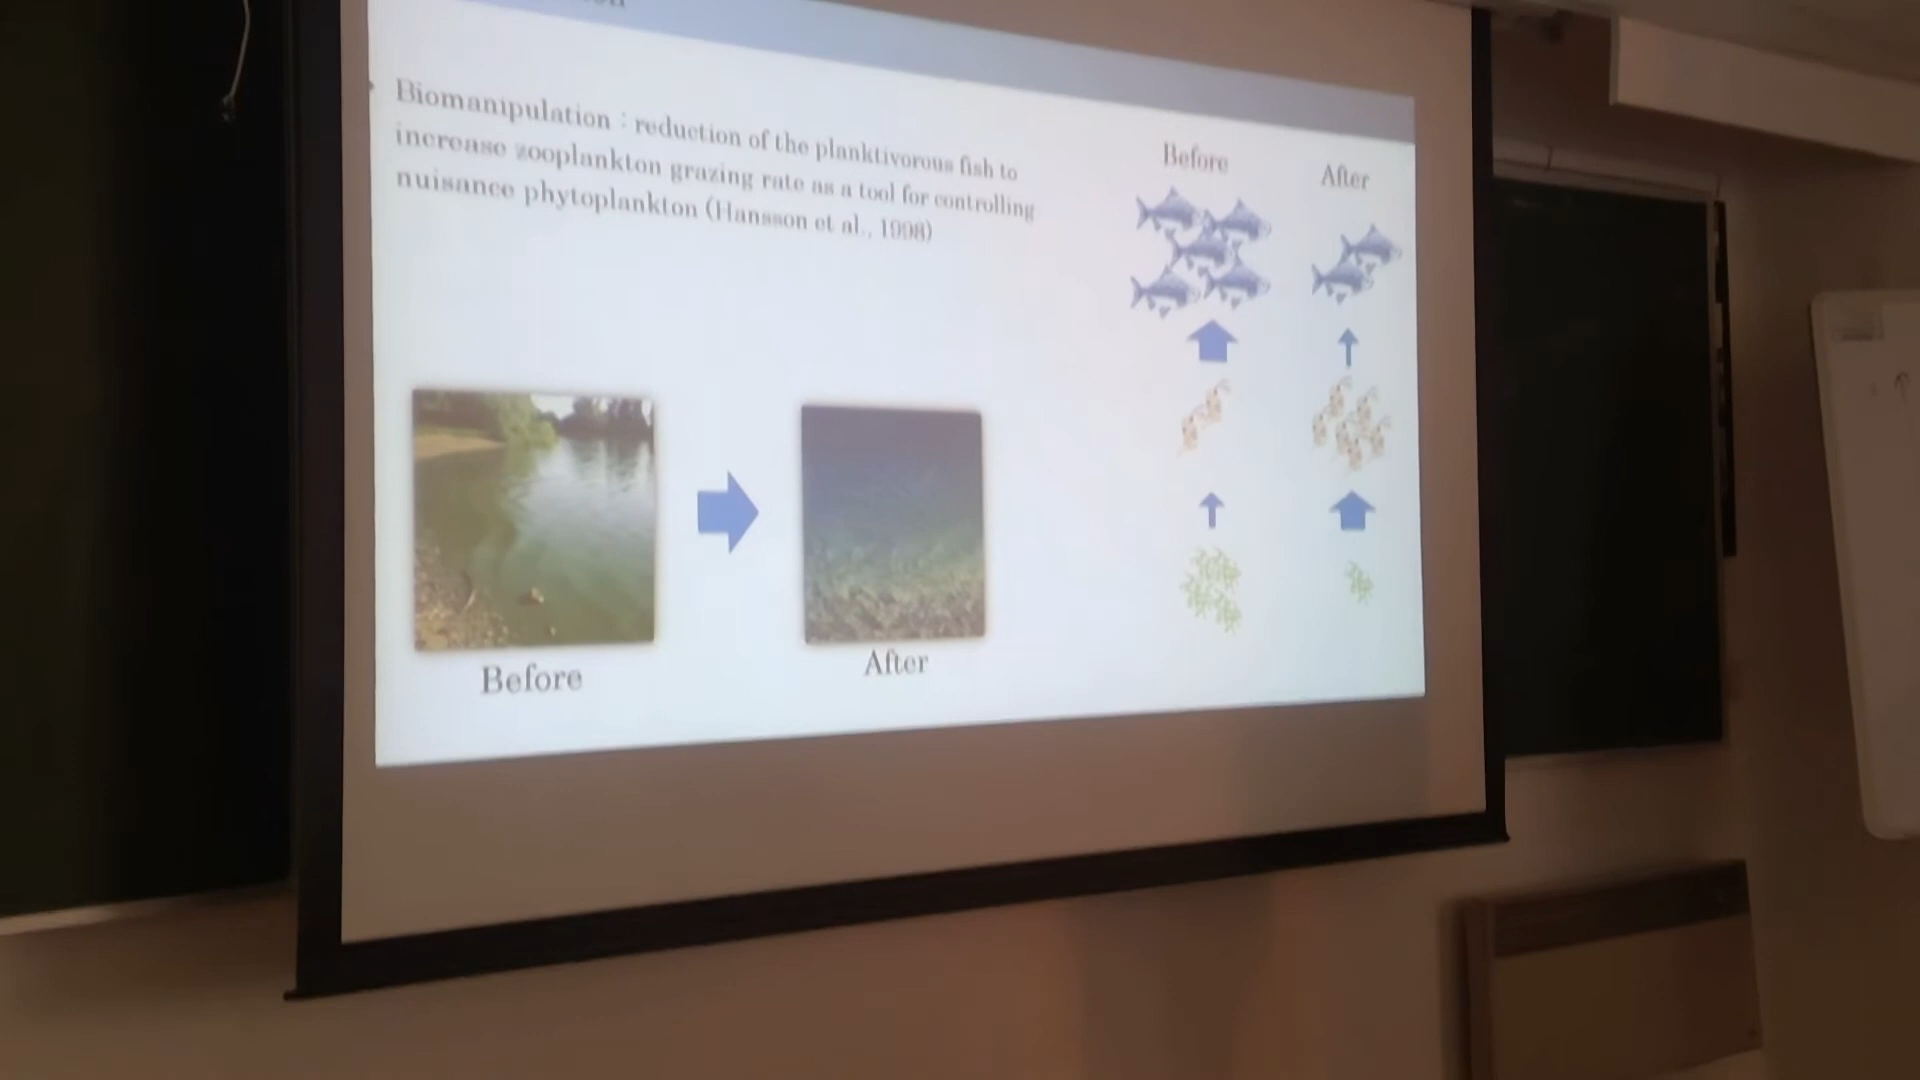 Biomanipulation : reduction of the planktivorous fish to
increase zooplankton grazing rate as a tool for controlling
nuisance phytoplankton (Hansson et al., 1998)
Before
After
Before
After